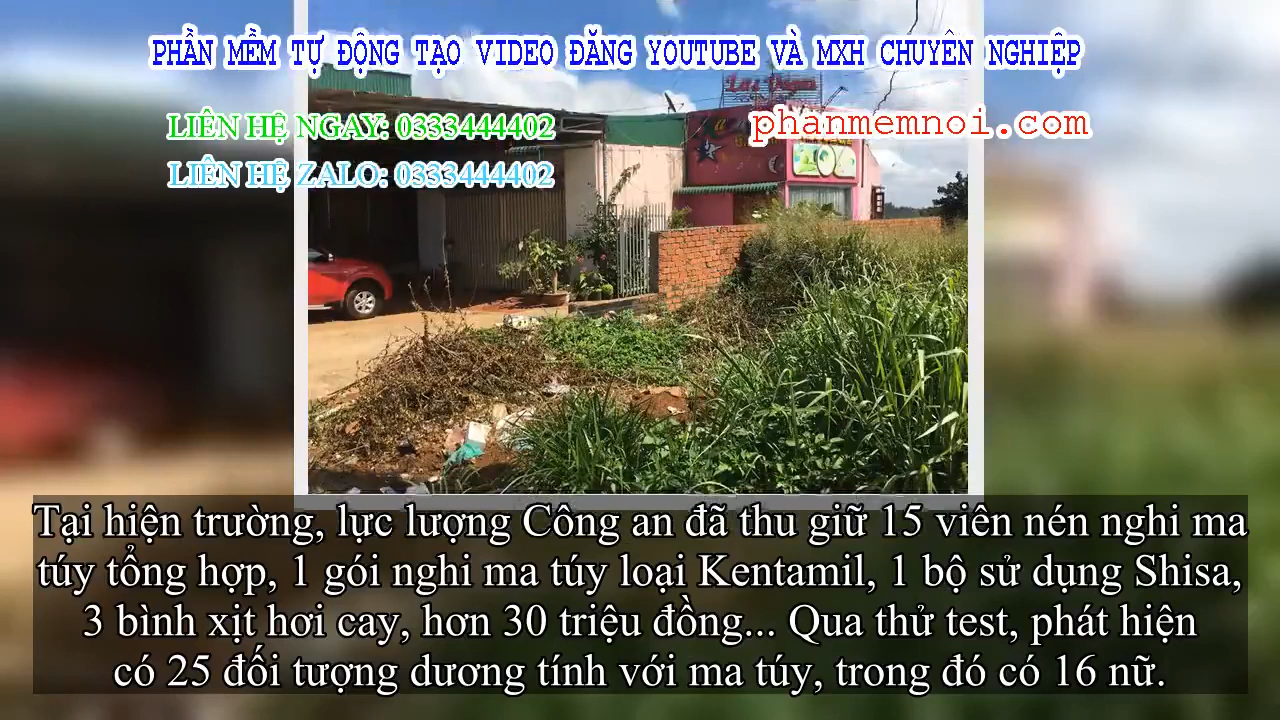 PHẦN MỀM TỰ ĐỘNG TẠO VIDEO ĐĂNG YOUTUBE VÀ MXH CHUYÊN NGHIỆP
LIÊN HỆ NGAY: 0333444402
phanmemnoi.com
LIÊN HỆ ZALO: 0333444402
Tại hiện trường, lực lượng Công an đã thu giữ 15 viên nén nghi ma
túy tổng hợp, 1 gói nghi ma túy loại Kentamil, 1 bộ sử dụng Shisa,
3 bình xịt hơi cay, hơn 30 triệu đồng... Qua thử test, phát hiện
có 25 đối tượng dương tính với ma túy, trong đó có 16 nữ.